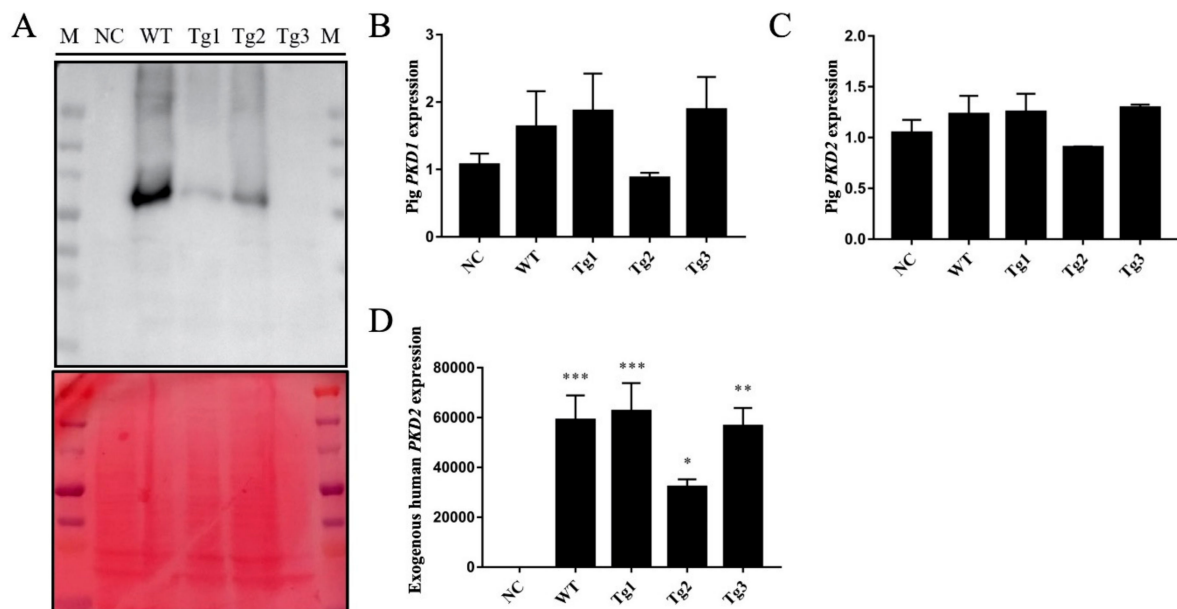 A
M NC WT Tg1 Tg2 Tg3 M
B
Pig PKD1 expression
3
2
1
0
NC WT Tg1 Tg2 Tg3
C
Pig PKD2 expression
2.0
1.5
1.0
0.5
0.0
NC WT Tg1 Tg2 Tg3
D
Exogenous human PKD2 expression
80000
60000
40000
20000
0
*** *** * **
NC WT Tg1 Tg2 Tg3